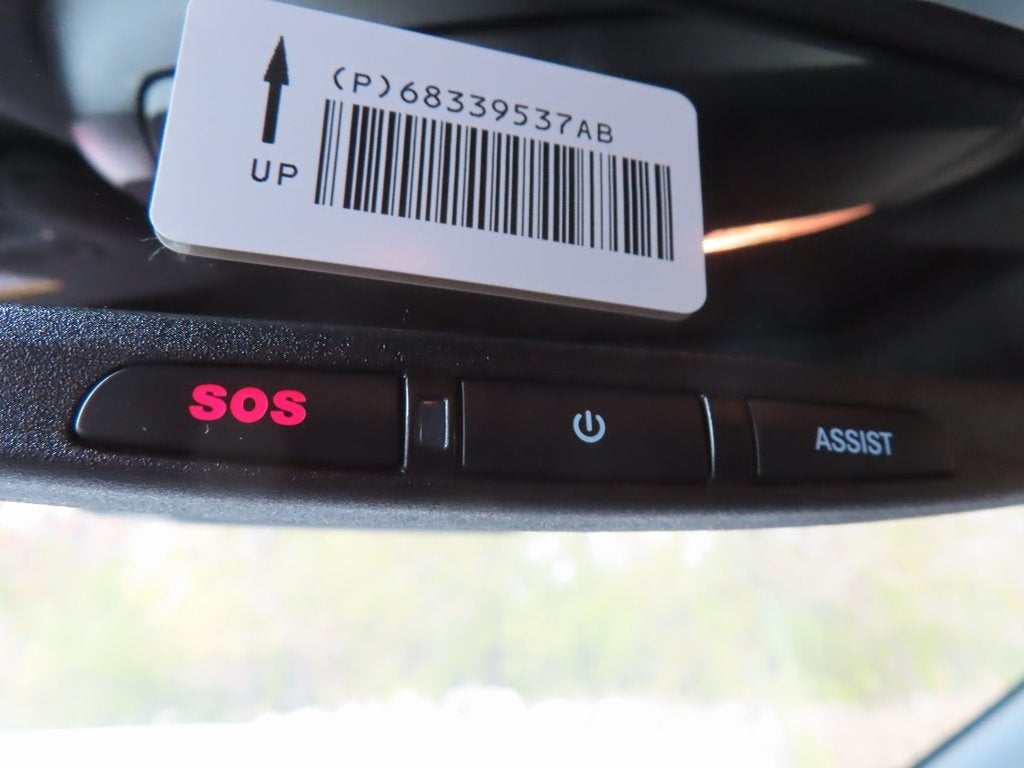 (P)68339537AB
UP
SOS
ASSIST